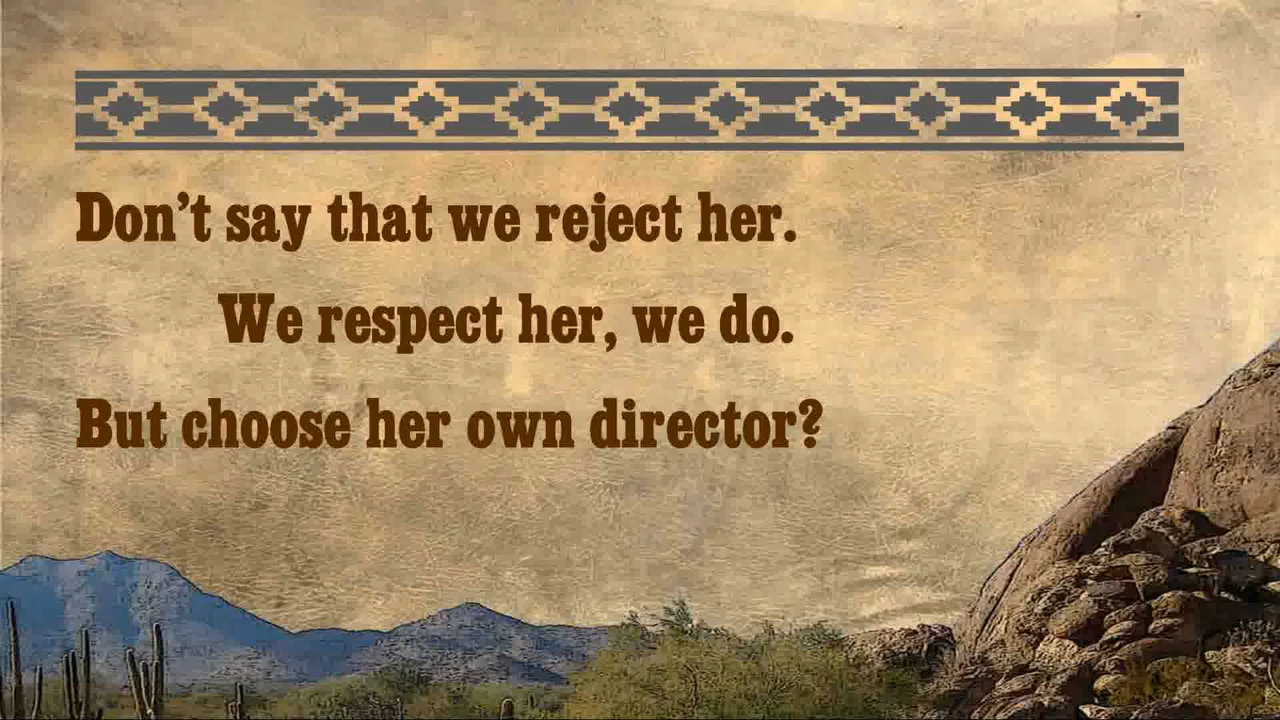 Don’t say that we reject her.
We respect her, we do.
But choose her own director?